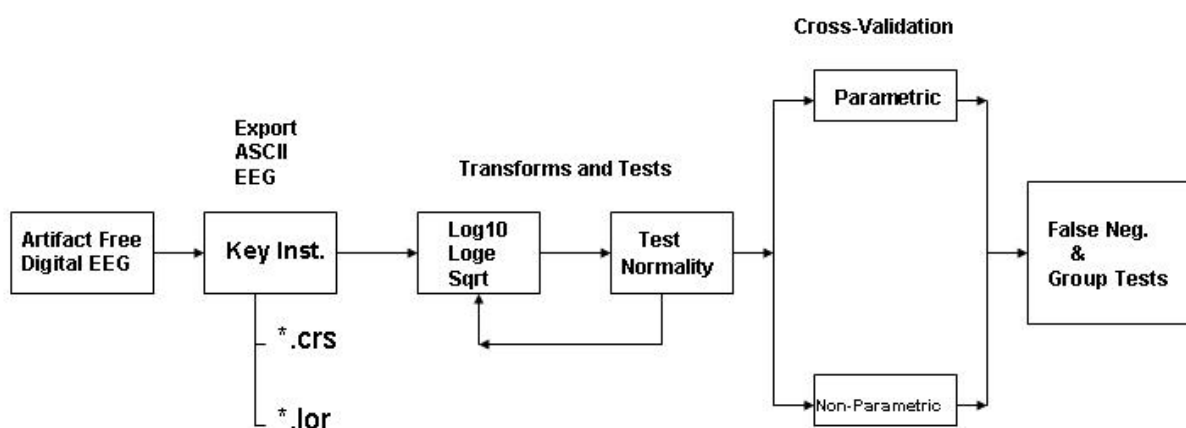 Cross-Validation
Parametric
Export
ASCII
EEG
Transforms and Tests
Artifact Free
Digital EEG
Key Inst.
Log10
Loge
Sqrt
Test
Normality
False Neg.
&
Group Tests
*.crs
*.lor
Non-Parametric